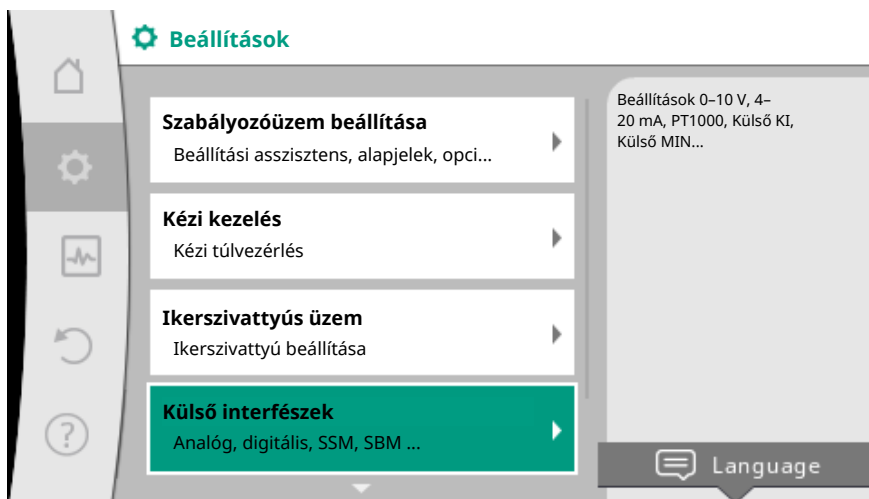 Beállítások
Szabályozóüzem beállítása
Beállítási asszisztens, alapjelek, opci...
Kézi kezelés
Kézi túlvezérlés
Ikerszivattyús üzem
Ikerszivattyú beállítása
Külső interfészek
Analóg, digitális, SSM, SBM ...
Beállítások 0–10 V, 4–
20 mA, PT1000, Külső KI,
Külső MIN...
Language